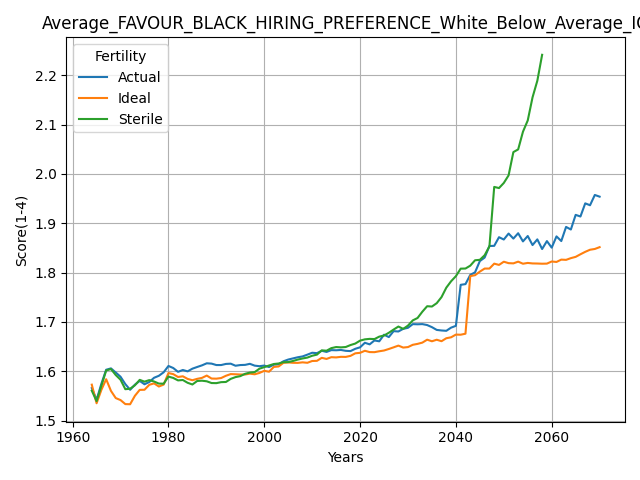 Average_FAVOUR_BLACK_HIRING_PREFERENCE_White_Below_Average_IQ
Fertility
Actual
Ideal
Sterile
2.2
2.1
2.0
1.9
1.8
1.7
1.6
1.5
Score(1-4)
1960 1980 2000 2020 2040 2060
Years